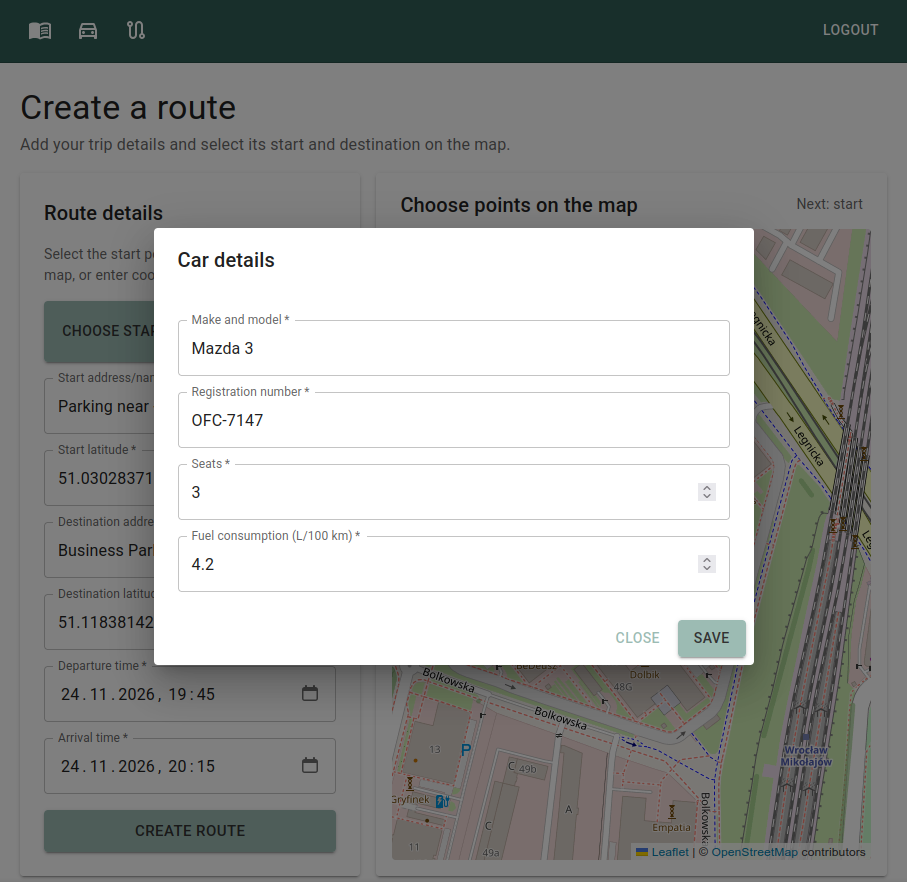 LOGOUT
Create a route
Add your trip details and select its start and destination on the map.
Route details
Choose points on the map
Next: start
Select the start po
map, or enter coo
CHOOSE STAR
Start address/nam
Parking near
Start latitude *
51.03028371
Destination addre
Business Par
Destination latitud
51.11838142
Departure time *
24.11.2026, 19:45
Arrival time *
24.11.2026, 20:15
CREATE ROUTE
Car details
Make and model *
Mazda 3
Registration number *
OFC-7147
Seats *
3
Fuel consumption (L/100 km) *
4.2
CLOSE
SAVE
Legnica
Legnicka
Bolkowska
BeDeusz
Dolbik
48G
Bolkowska
13
P
C 49b
Wrocław
Mikołajów
Gryfinek
A
C
Bolkowska
Empatia
11
49a
Leaflet | © OpenStreetMap contributors